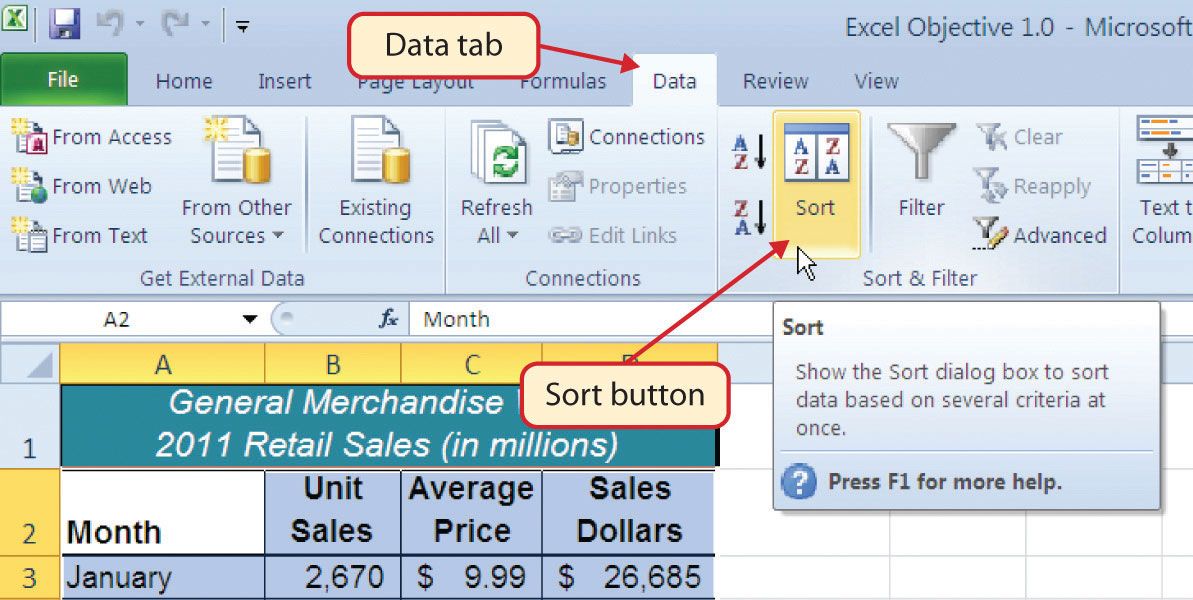 Excel Objective 1.0 - Microsoft
Data tab
File Home Insert Page Layout Formulas Data Review View
From Access
From Web
From Text
From Other
Sources
Existing
Connections
Get External Data
Refresh
All
Connections
Properties
Edit Links
Connections
A
Z
Z
A
A Z
Z A
Sort
Filter
Clear
Reapply
Advanced
Sort & Filter
Text t
Colum
A2 fx Month
Sort
Show the Sort dialog box to sort
data based on several criteria at
once.
Press F1 for more help.
Sort button
A B C
1 General Merchandise
2011 Retail Sales (in millions)
Unit Average Sales
2 Month Sales Price Dollars
3 January 2,670 $ 9.99 $ 26,685